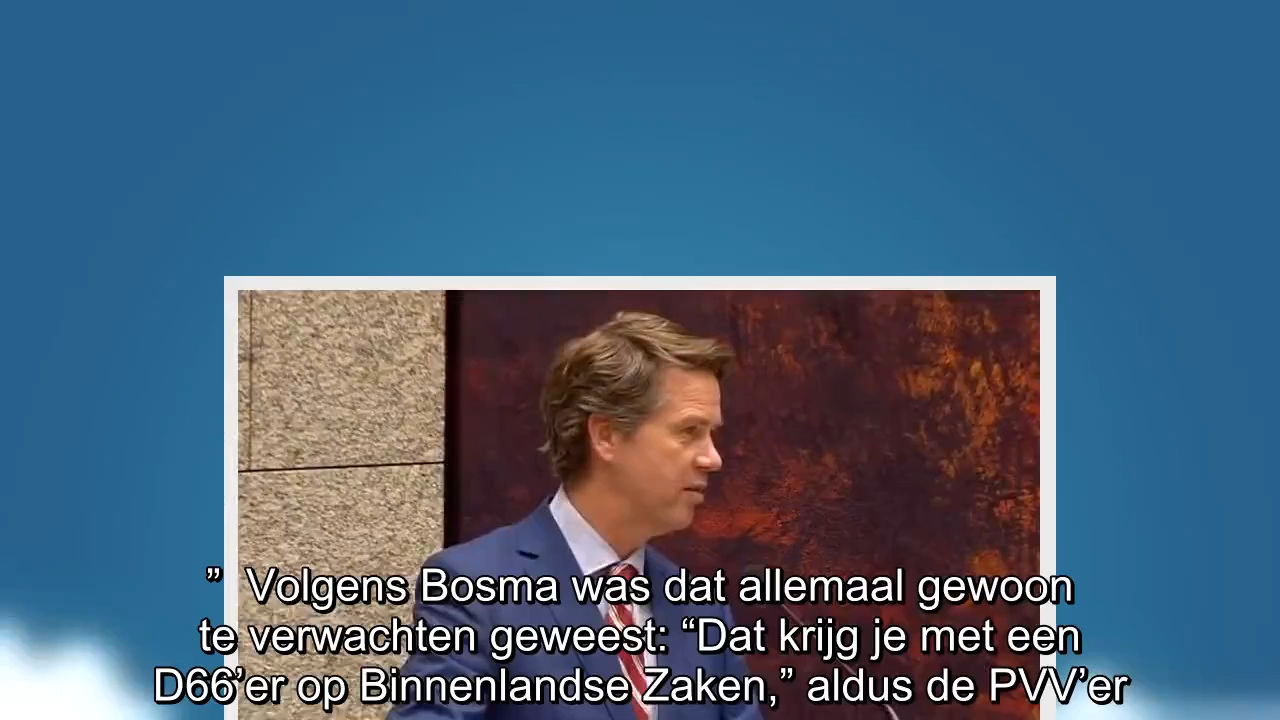 ”  Volgens Bosma was dat allemaal gewoon
te verwachten geweest: “Dat krijg je met een
D66’er op Binnenlandse Zaken,” aldus de PVV’er